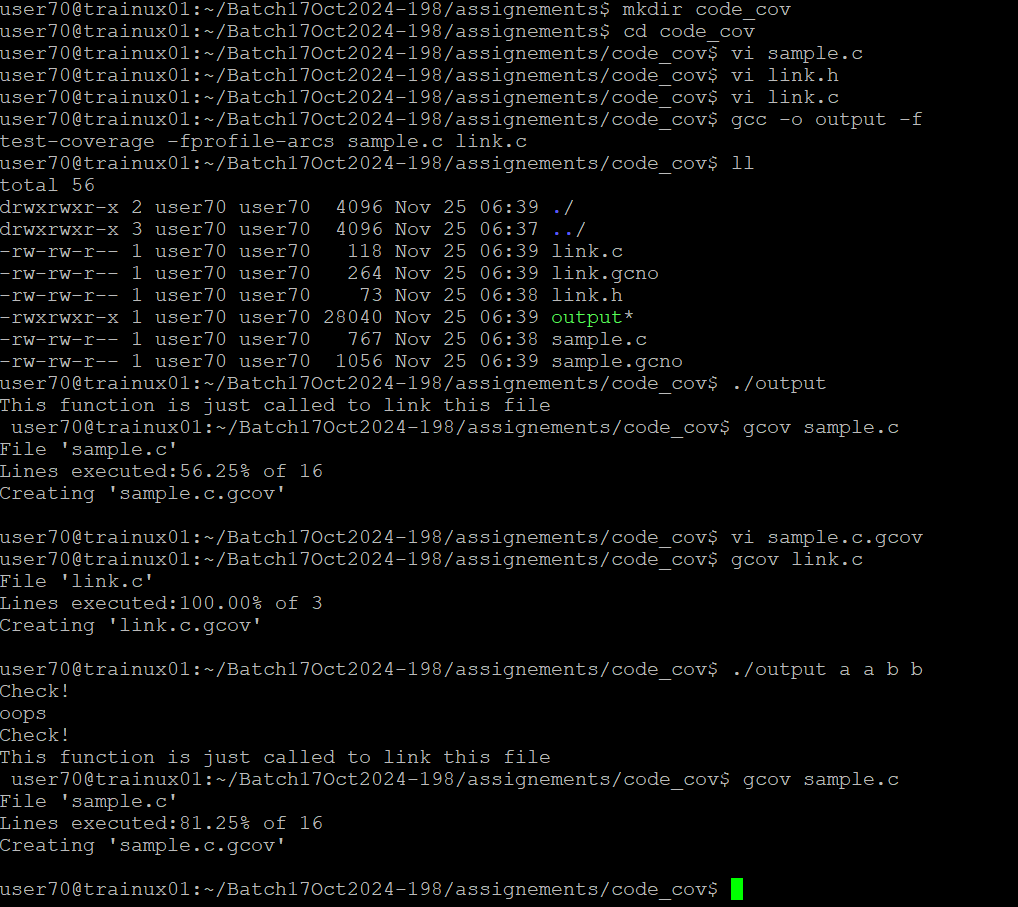 user70@trainux01:~/Batch17Oct2024-198/assignements$ mkdir code_cov
user70@trainux01:~/Batch17Oct2024-198/assignements$ cd code_cov
user70@trainux01:~/Batch17Oct2024-198/assignements/code_cov$ vi sample.c
user70@trainux01:~/Batch17Oct2024-198/assignements/code_cov$ vi link.h
user70@trainux01:~/Batch17Oct2024-198/assignements/code_cov$ vi link.c
user70@trainux01:~/Batch17Oct2024-198/assignements/code_cov$ gcc -o output -f
test-coverage -fprofile-arcs sample.c link.c
user70@trainux01:~/Batch17Oct2024-198/assignements/code_cov$ ll
total 56
drwxrwxr-x 2 user70 user70  4096 Nov 25 06:39 ./
drwxrwxr-x 3 user70 user70  4096 Nov 25 06:37 ../
-rw-rw-r-- 1 user70 user70   118 Nov 25 06:39 link.c
-rw-rw-r-- 1 user70 user70   264 Nov 25 06:39 link.gcno
-rw-rw-r-- 1 user70 user70    73 Nov 25 06:38 link.h
-rwxrwxr-x 1 user70 user70 28040 Nov 25 06:39 output*
-rw-rw-r-- 1 user70 user70   767 Nov 25 06:38 sample.c
-rw-rw-r-- 1 user70 user70  1056 Nov 25 06:39 sample.gcno
user70@trainux01:~/Batch17Oct2024-198/assignements/code_cov$ ./output
This function is just called to link this file
 user70@trainux01:~/Batch17Oct2024-198/assignements/code_cov$ gcov sample.c
File 'sample.c'
Lines executed:56.25% of 16
Creating 'sample.c.gcov'

user70@trainux01:~/Batch17Oct2024-198/assignements/code_cov$ vi sample.c.gcov
user70@trainux01:~/Batch17Oct2024-198/assignements/code_cov$ gcov link.c
File 'link.c'
Lines executed:100.00% of 3
Creating 'link.c.gcov'

user70@trainux01:~/Batch17Oct2024-198/assignements/code_cov$ ./output a a b b
Check!
oops
Check!
This function is just called to link this file
 user70@trainux01:~/Batch17Oct2024-198/assignements/code_cov$ gcov sample.c
File 'sample.c'
Lines executed:81.25% of 16
Creating 'sample.c.gcov'

user70@trainux01:~/Batch17Oct2024-198/assignements/code_cov$